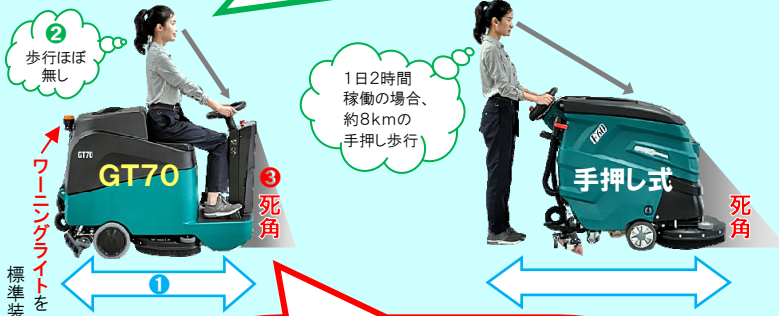 ❷
歩行ほぼ
無し
1日2時間
稼働の場合、
約8kmの
手押し歩行
GT70
GT70
❸
死角
ワーニングライトを
標準装
❶
手押し式
死角